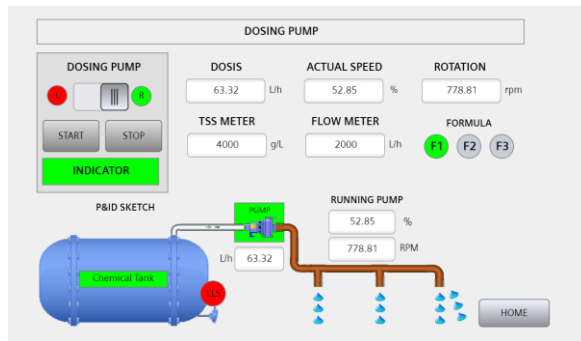 DOSING PUMP
DOSING PUMP
L
R
START
STOP
INDICATOR
DOSIS
63.32 L/h
ACTUAL SPEED
52.85 %
ROTATION
778.81 rpm
TSS METER
4000 g/L
FLOW METER
2000 L/h
FORMULA
F1 F2 F3
P&ID SKETCH
PUMP
L/h 63.32
RUNNING PUMP
52.85 %
778.81 RPM
Chemical Tank
LLS
HOME